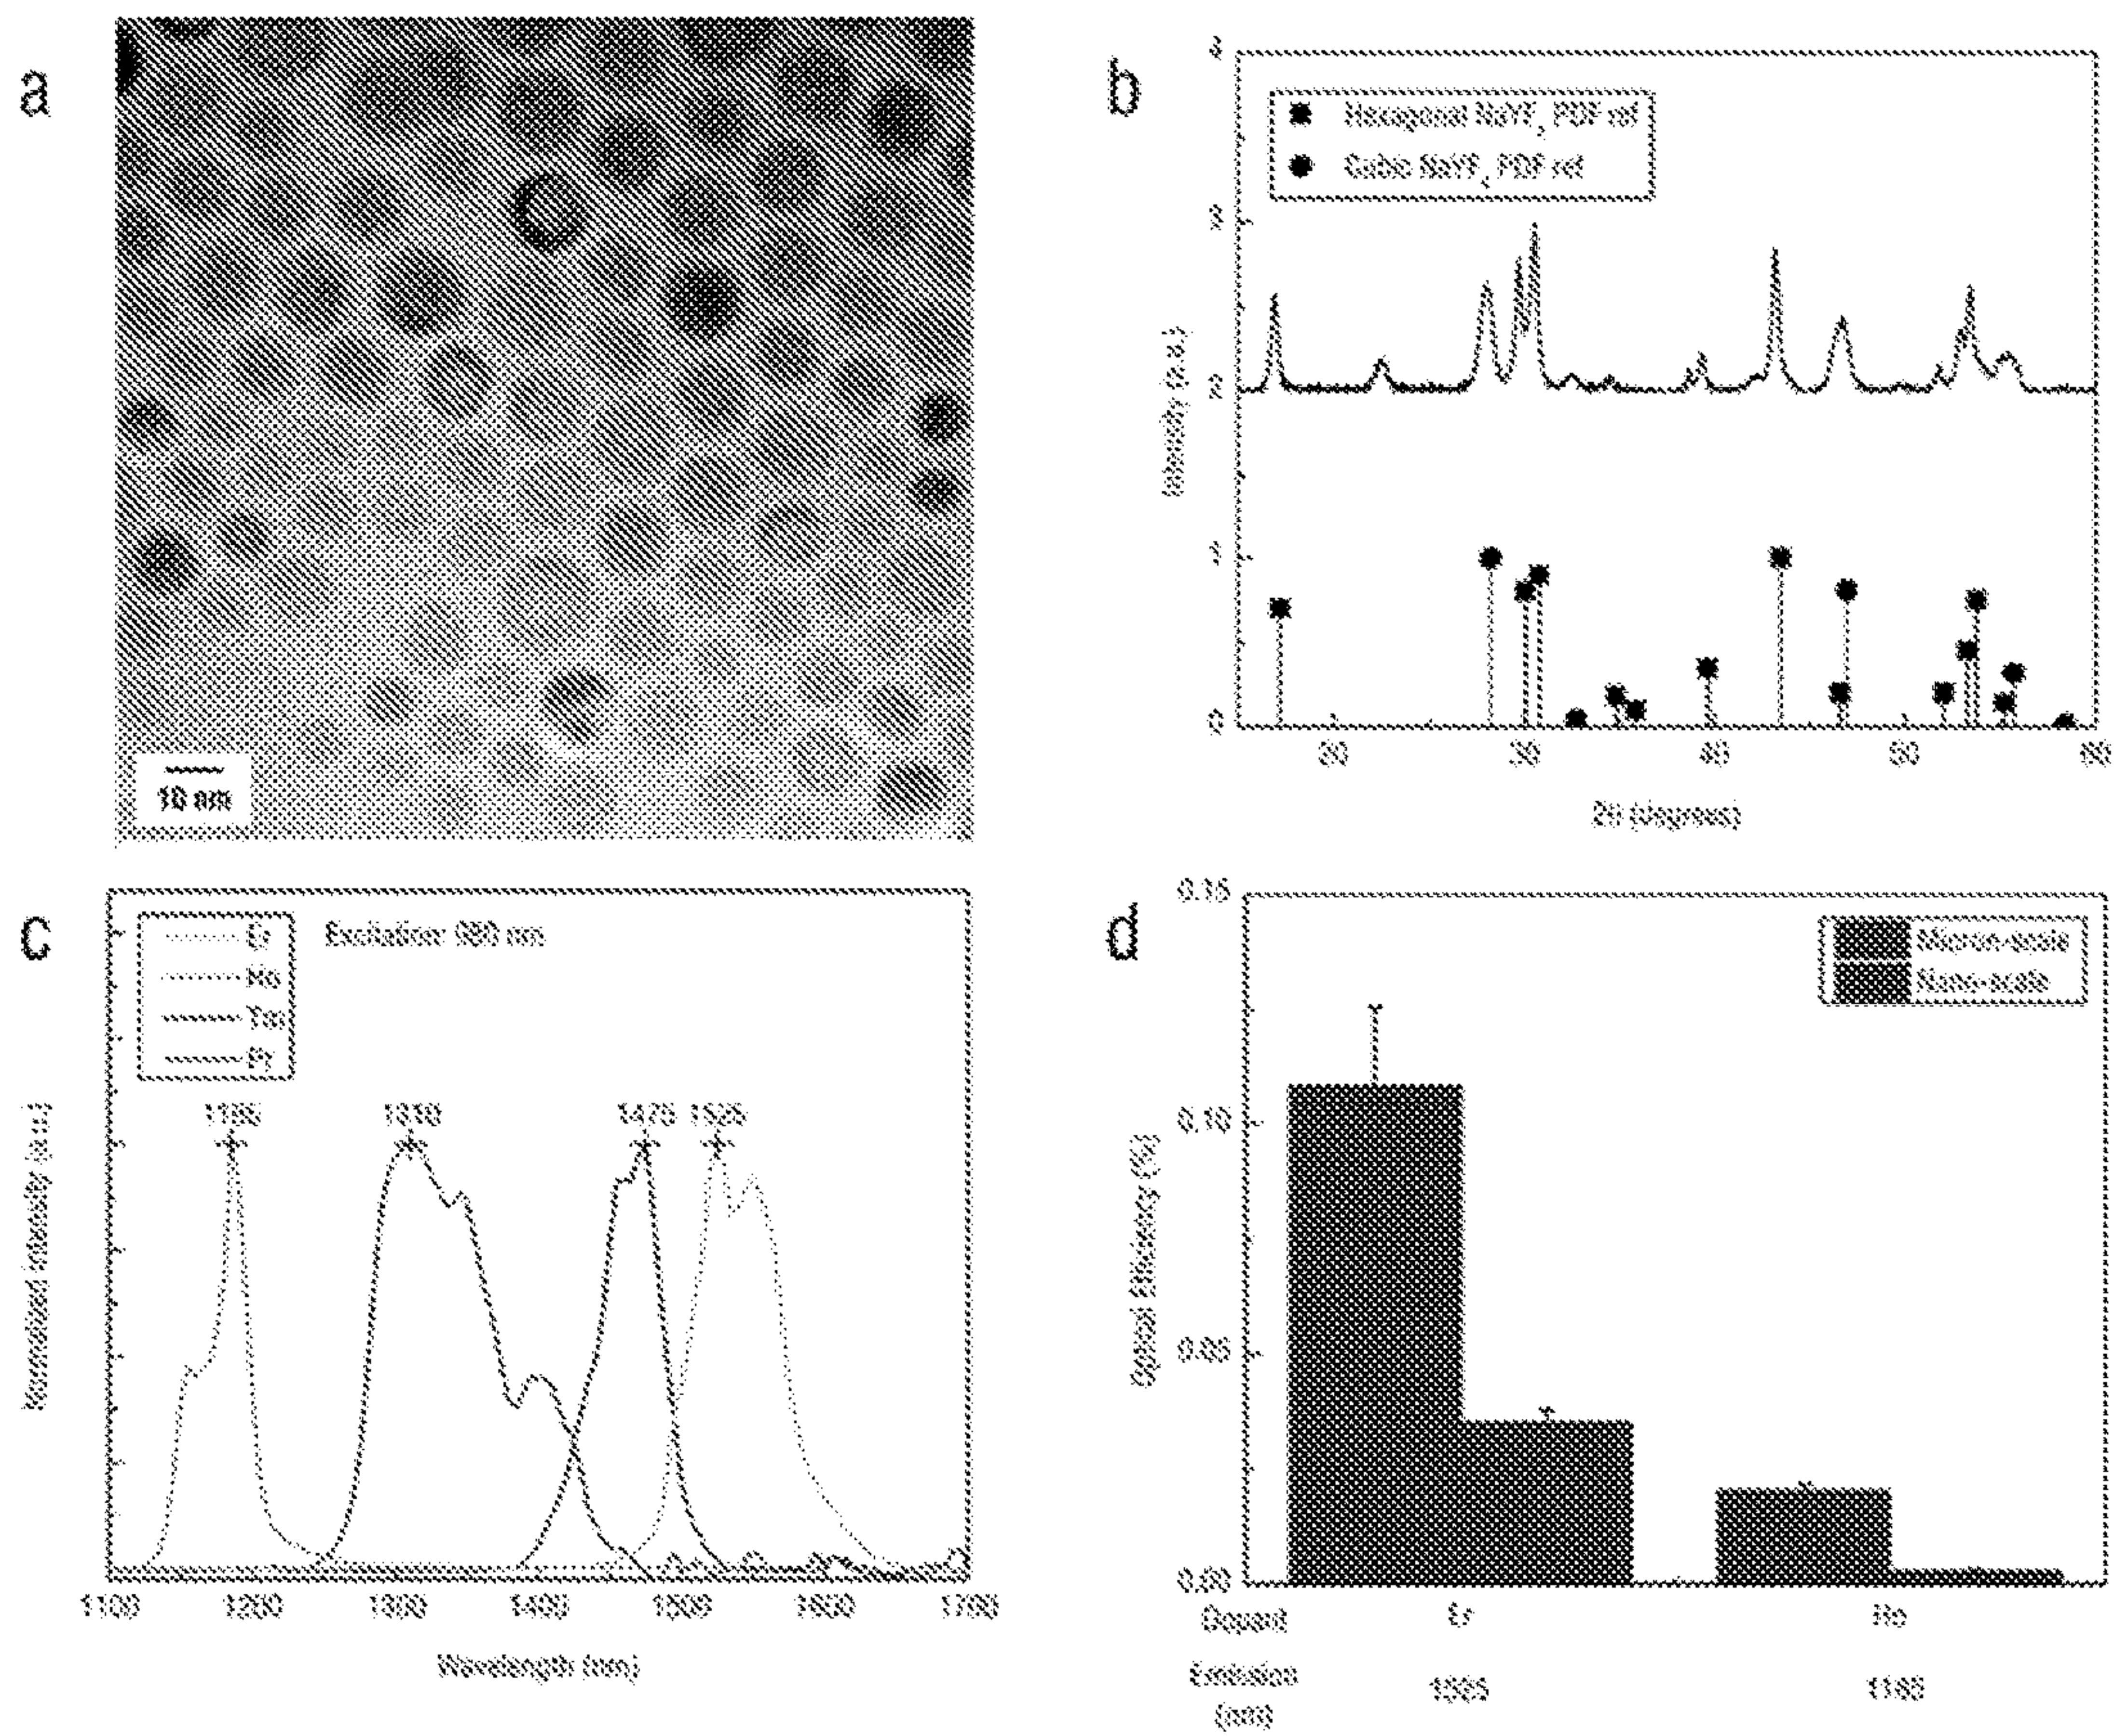 a
10 nm
b
Hexagonal NaYF4 PDF ref
Cubic NaYF4 PDF ref
Intensity (a.u.)
0
1
2
3
4
20
30
40
50
60
2θ (degrees)
c
Er
Ho
Tm
Pr
Excitation: 980 nm
1185
1310
1475 1525
Normalized intensity (a.u.)
1100 1200 1300 1400 1500 1600 1700
Wavelength (nm)
d
Micron-scale
Nano-scale
0.15
0.10
0.05
0.00
Optical Efficiency (%)
Dopant Er Ho
Emission 1185
(nm)